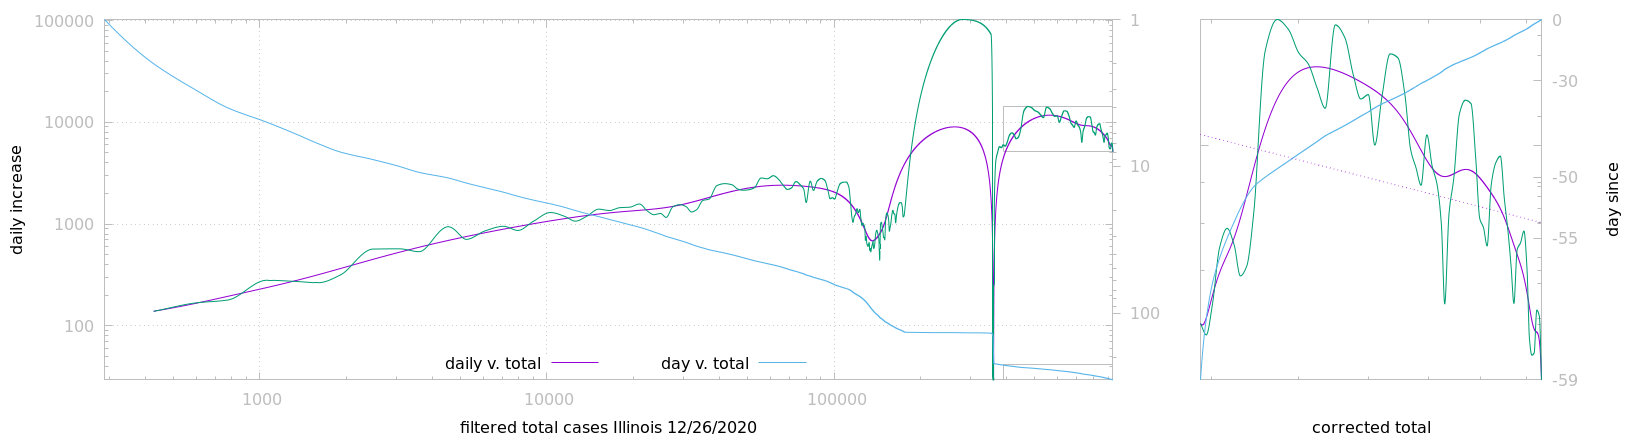 100000
10000
1000
100
daily increase
1000
10000
100000
1
10
100
daily v. total
day v. total
filtered total cases Illinois 12/26/2020
0
-30
-50
-55
-59
day since
corrected total